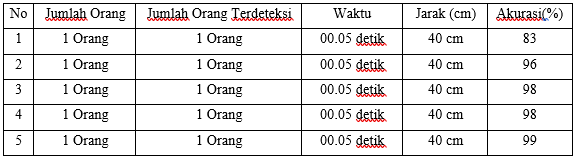 No Jumlah Orang Jumlah Orang Terdeteksi Waktu Jarak (cm) Akurasi(%)
1 1 Orang 1 Orang 00.05 detik 40 cm 83
2 1 Orang 1 Orang 00.05 detik 40 cm 96
3 1 Orang 1 Orang 00.05 detik 40 cm 98
4 1 Orang 1 Orang 00.05 detik 40 cm 98
5 1 Orang 1 Orang 00.05 detik 40 cm 99